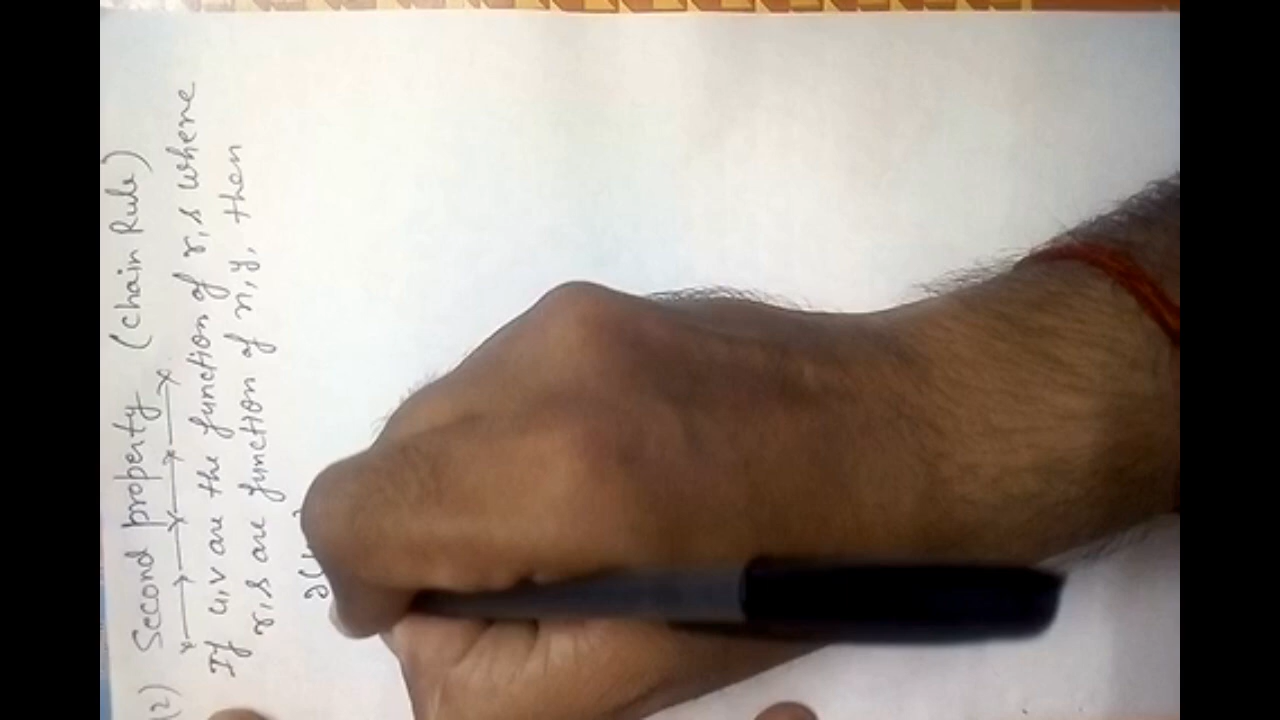 (2) Second property (Chain Rule)
If u,v are the function of r,s where
r,s are function of x,y, then
∂(